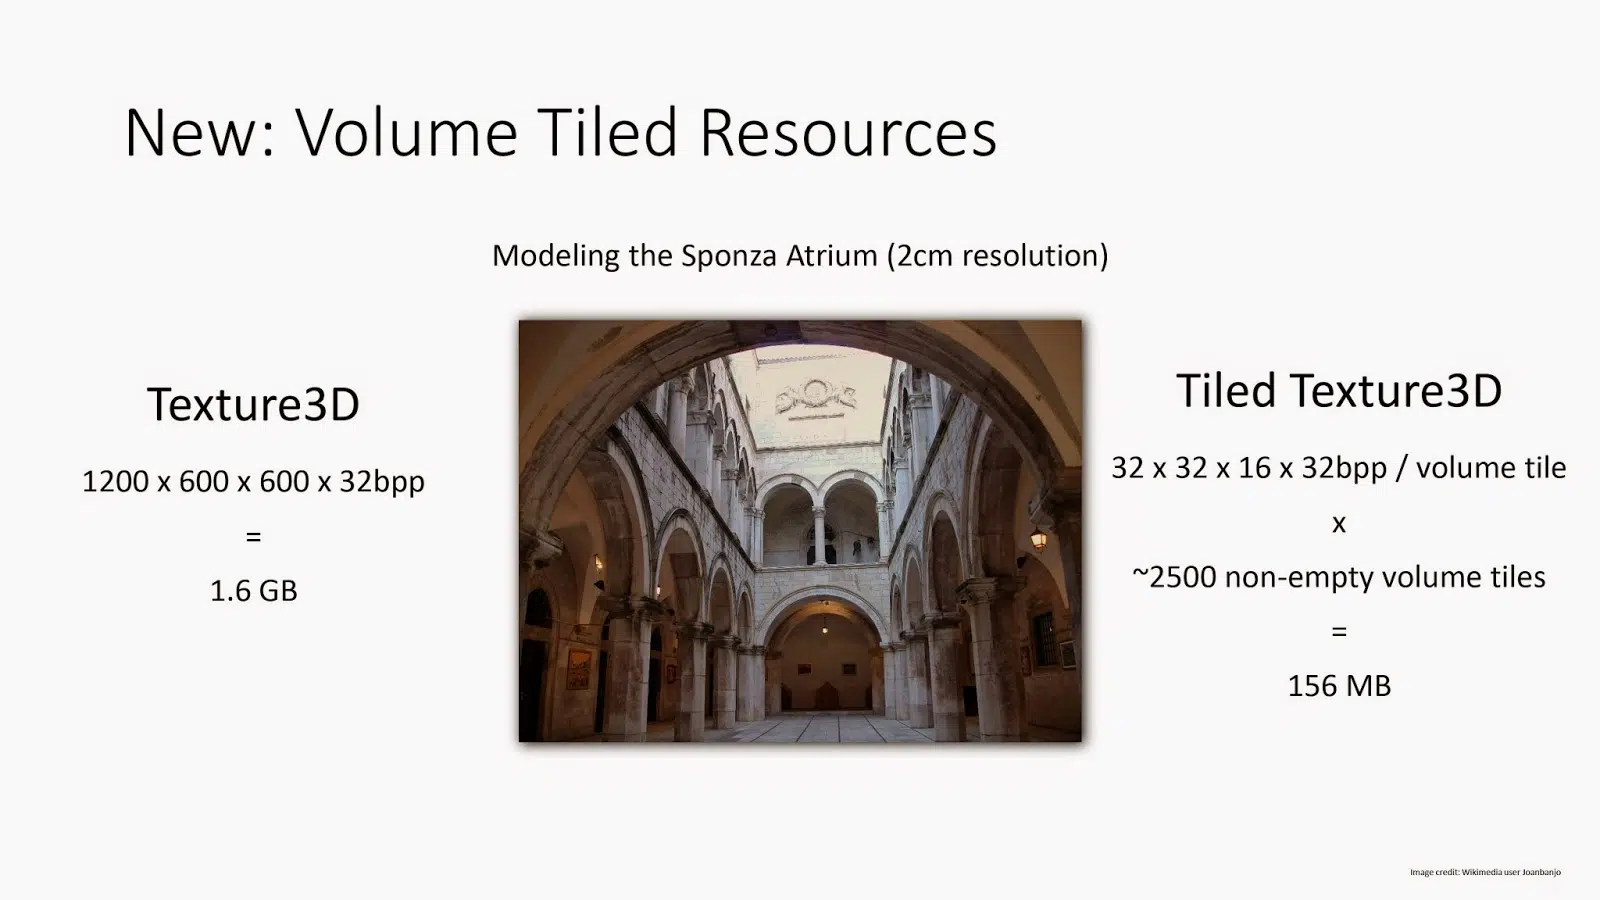 New: Volume Tiled Resources
Modeling the Sponza Atrium (2cm resolution)
Texture3D
1200 x 600 x 600 x 32bpp
=
1.6 GB
Tiled Texture3D
32 x 32 x 16 x 32bpp / volume tile
x
~2500 non-empty volume tiles
=
156 MB
Image credit: Wikimedia user Joanbanjo